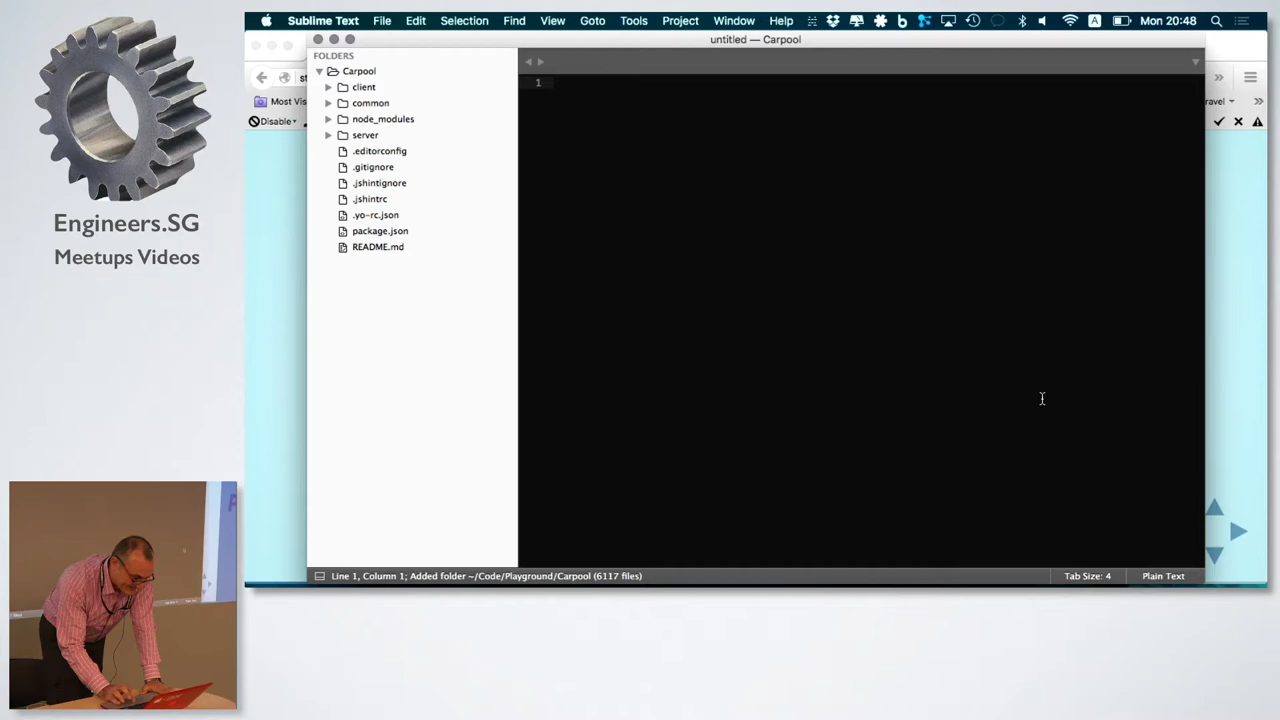 Engineers.SG
Meetups Videos
Sublime Text File Edit Selection Find View Goto Tools Project Window Help
Mon 20:48
untitled — Carpool
FOLDERS
Carpool
client
common
node_modules
server
.editorconfig
.gitignore
.jshintignore
.jshintrc
.yo-rc.json
package.json
README.md
1
st
Most Vis
Disable
ravel
Line 1, Column 1; Added folder ~/Code/Playground/Carpool (6117 files)
Tab Size: 4
Plain Text